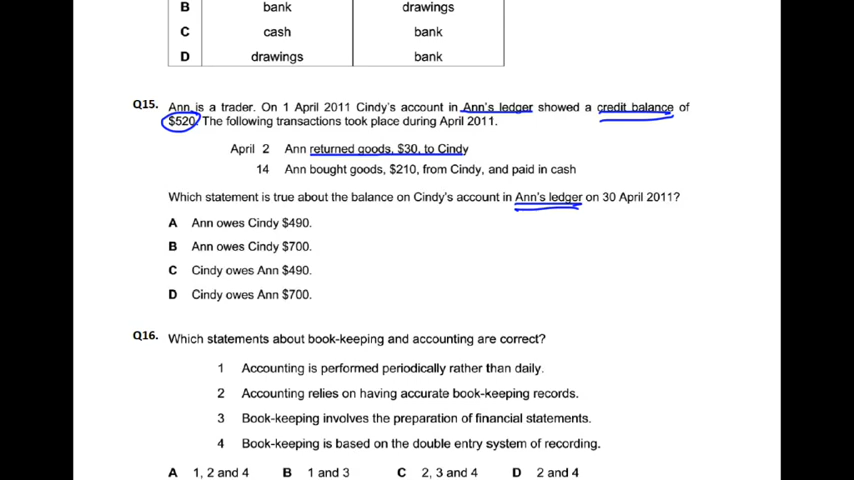 B bank drawings
C cash bank
D drawings bank
Q15. Ann is a trader. On 1 April 2011 Cindy's account in Ann's ledger showed a credit balance of
$520. The following transactions took place during April 2011.
April 2 Ann returned goods, $30, to Cindy
14 Ann bought goods, $210, from Cindy, and paid in cash
Which statement is true about the balance on Cindy's account in Ann's ledger on 30 April 2011?
A Ann owes Cindy $490.
B Ann owes Cindy $700.
C Cindy owes Ann $490.
D Cindy owes Ann $700.
Q16. Which statements about book-keeping and accounting are correct?
1 Accounting is performed periodically rather than daily.
2 Accounting relies on having accurate book-keeping records.
3 Book-keeping involves the preparation of financial statements.
4 Book-keeping is based on the double entry system of recording.
A 1, 2 and 4 B 1 and 3 C 2, 3 and 4 D 2 and 4